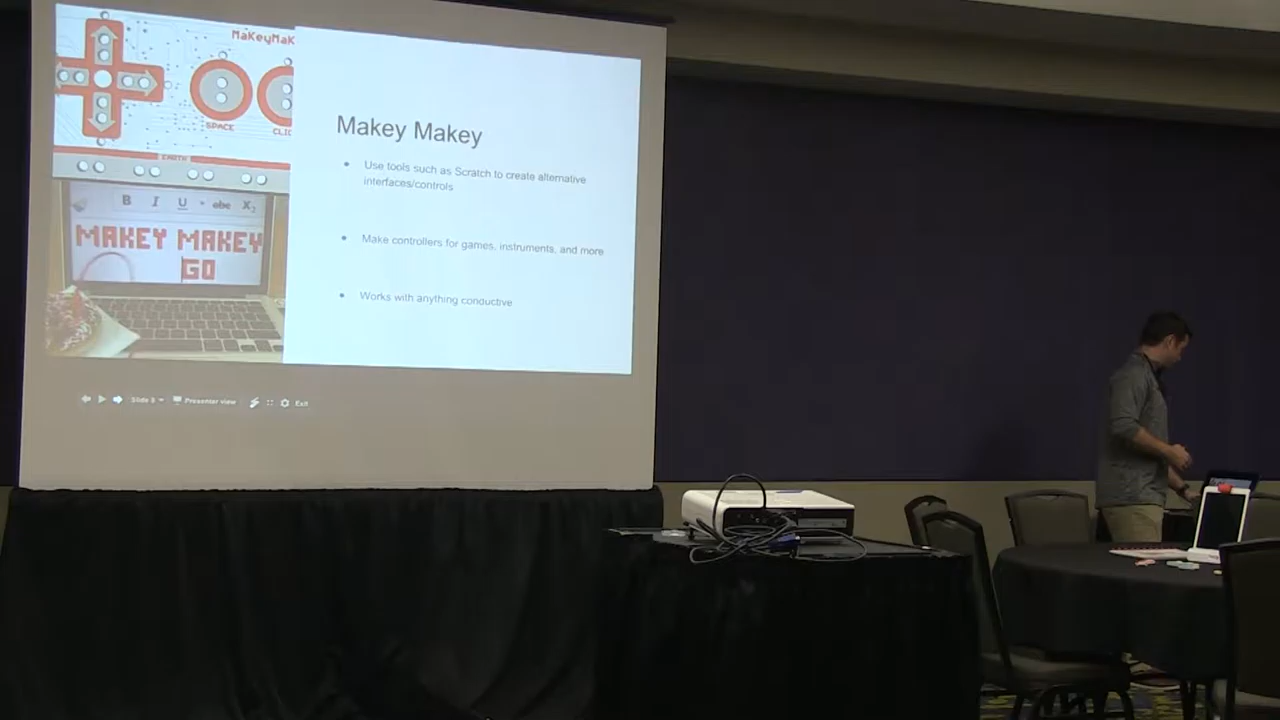 MaKeyMaK
SPACE
CLIC
EARTH
B I U abc X2
MAKEY MAKEY
GO
Makey Makey
• Use tools such as Scratch to create alternative
interfaces/controls
• Make controllers for games, instruments, and more
• Works with anything conductive
Presenter view
Exit